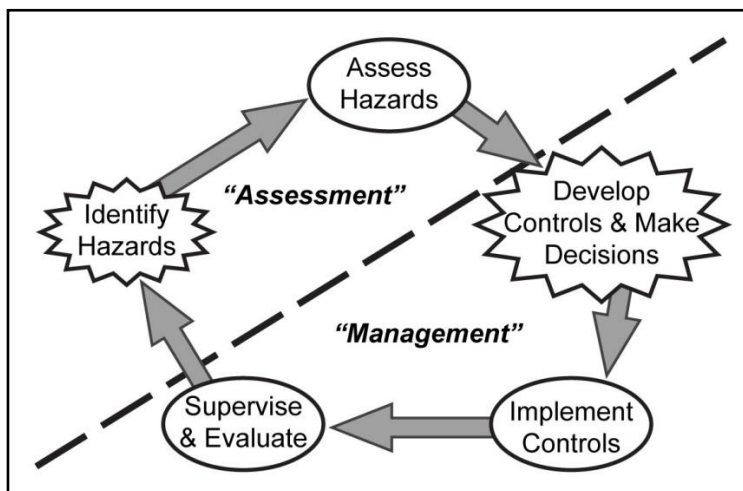 Assess
Hazards
“Assessment”
Identify
Hazards
Develop
Controls & Make
Decisions
“Management”
Supervise
& Evaluate
Implement
Controls